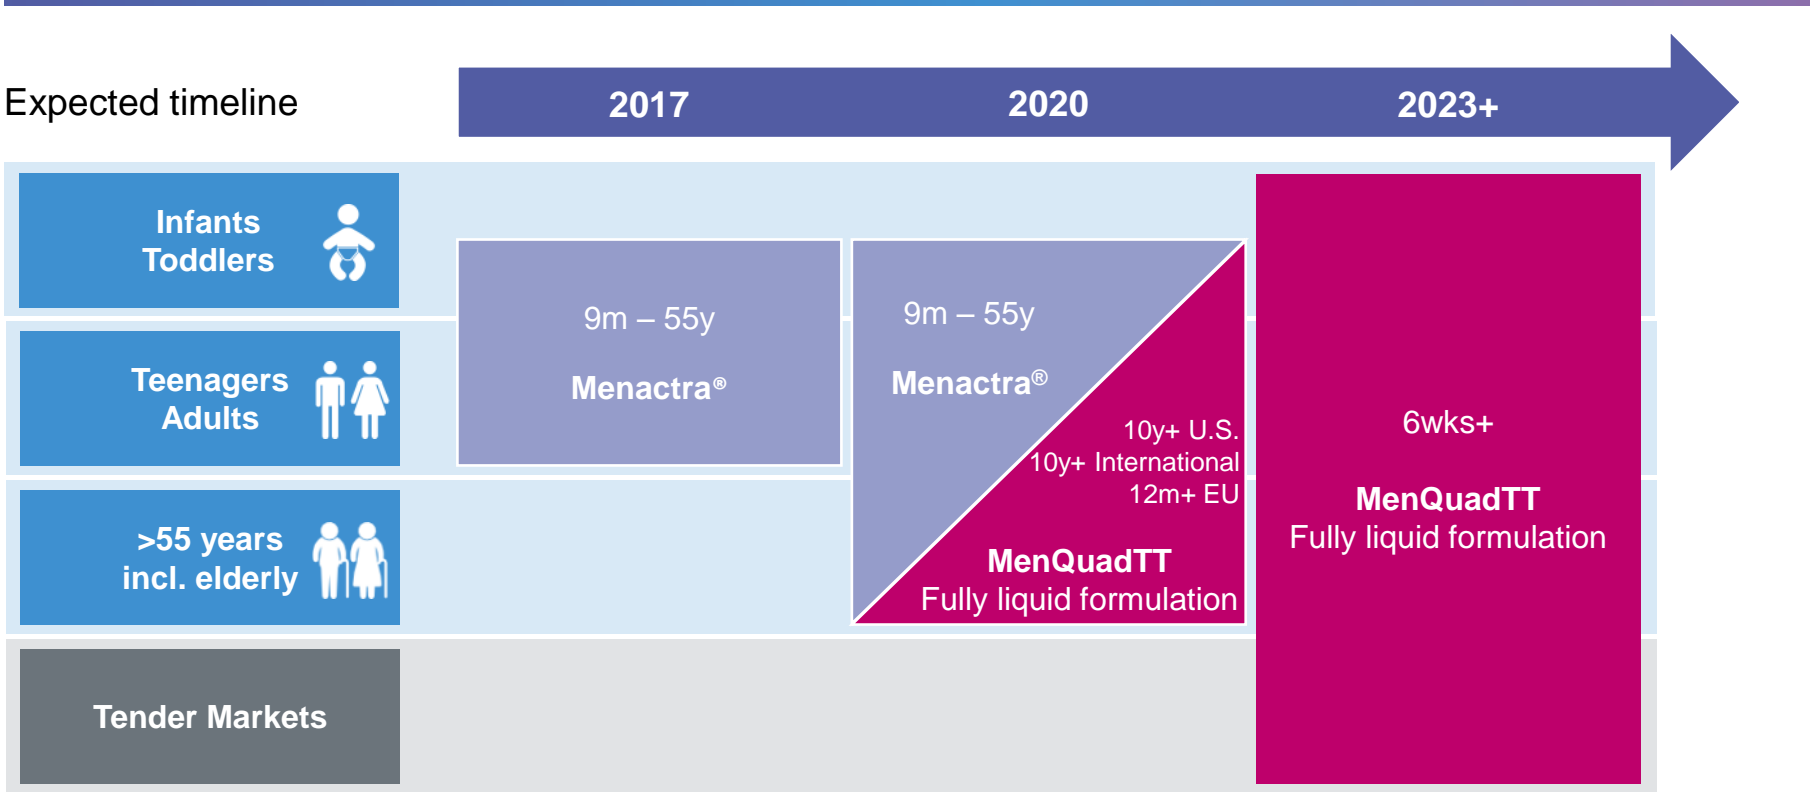 Expected timeline
2017
2020
2023+
Infants
Toddlers
9m – 55y
Menactra®
9m – 55y
Menactra®
Teenagers
Adults
10y+ U.S.
10y+ International
12m+ EU
MenQuadTT
Fully liquid formulation
6wks+
MenQuadTT
Fully liquid formulation
>55 years
incl. elderly
Tender Markets